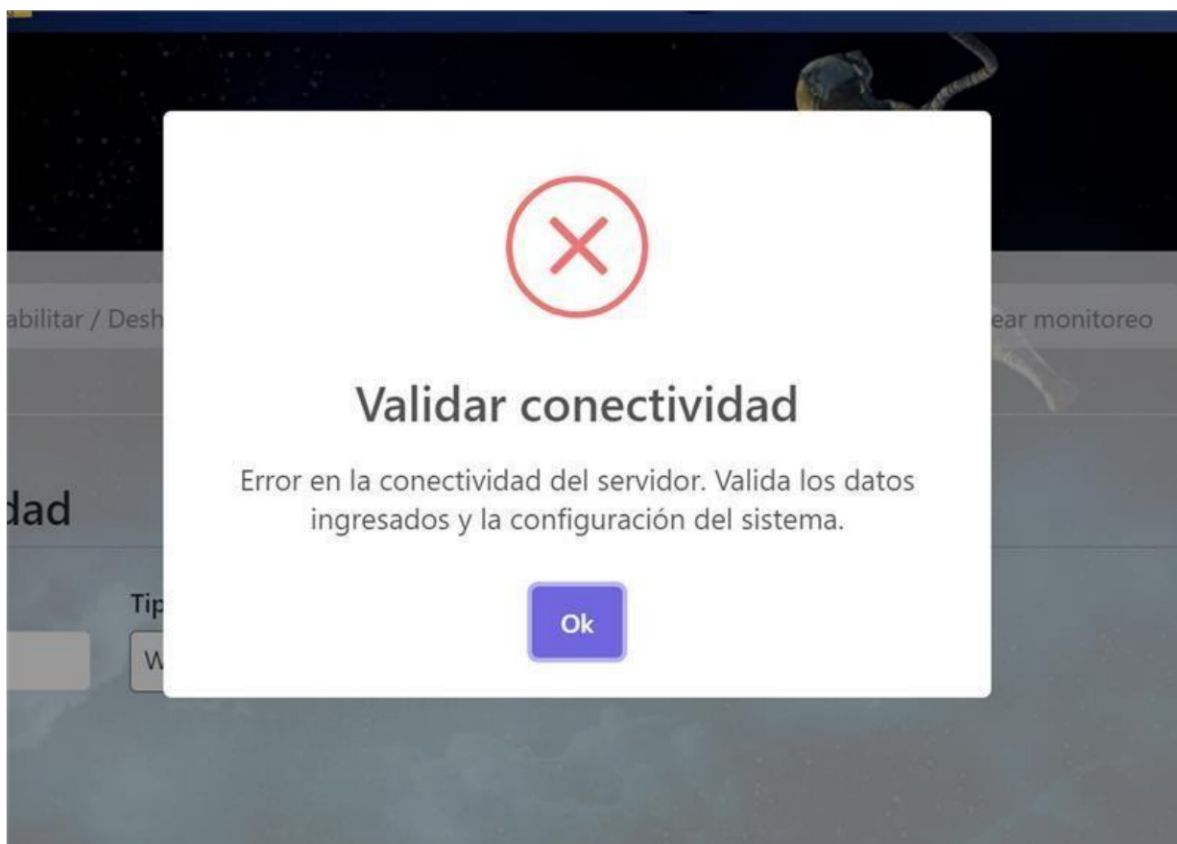 abilitar / Desh
ear monitoreo
Validar conectividad
Error en la conectividad del servidor. Valida los datos
ingresados y la configuración del sistema.
dad
Tip
W
Ok